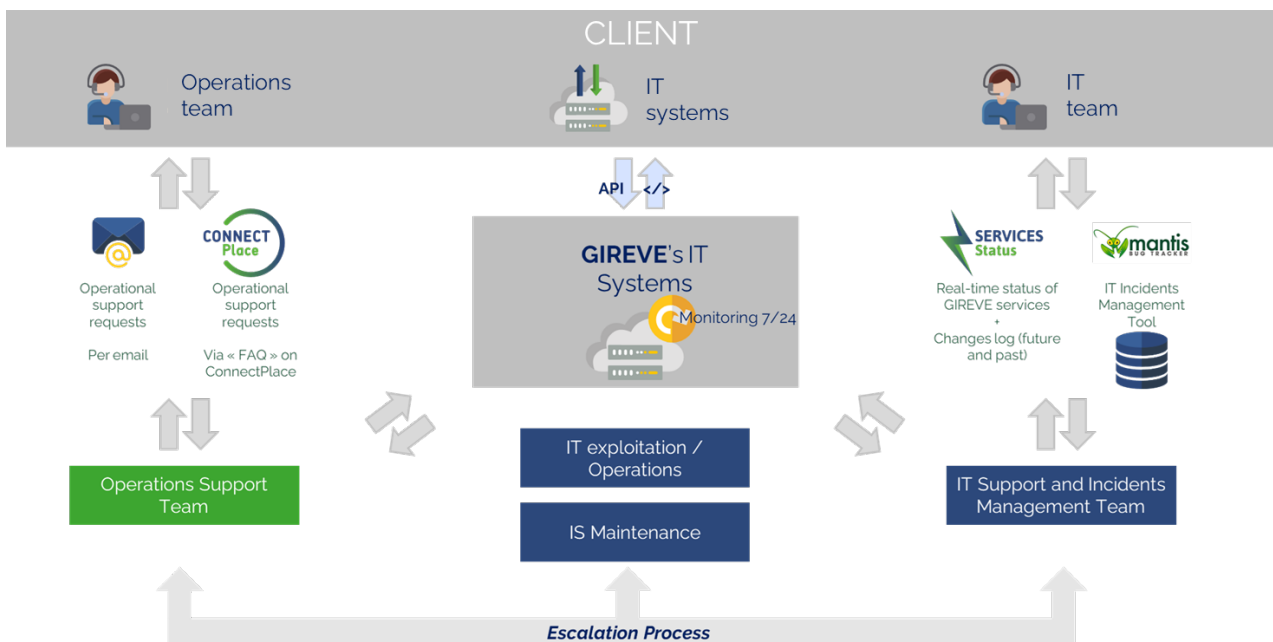 CLIENT
Operations
team
IT
systems
IT
team
API </>
CONNECT
Place
Operational
support
requests
Per email
Operational
support
requests
Via « FAQ » on
ConnectPlace
GIREVE's IT
Systems
Monitoring 7/24
SERVICES
Status
Real-time status of
GIREVE services
+
Changes log (future
and past)
mantis
BUG TRACKER
IT Incidents
Management
Tool
Operations Support
Team
IT exploitation /
Operations
IS Maintenance
IT Support and Incidents
Management Team
Escalation Process